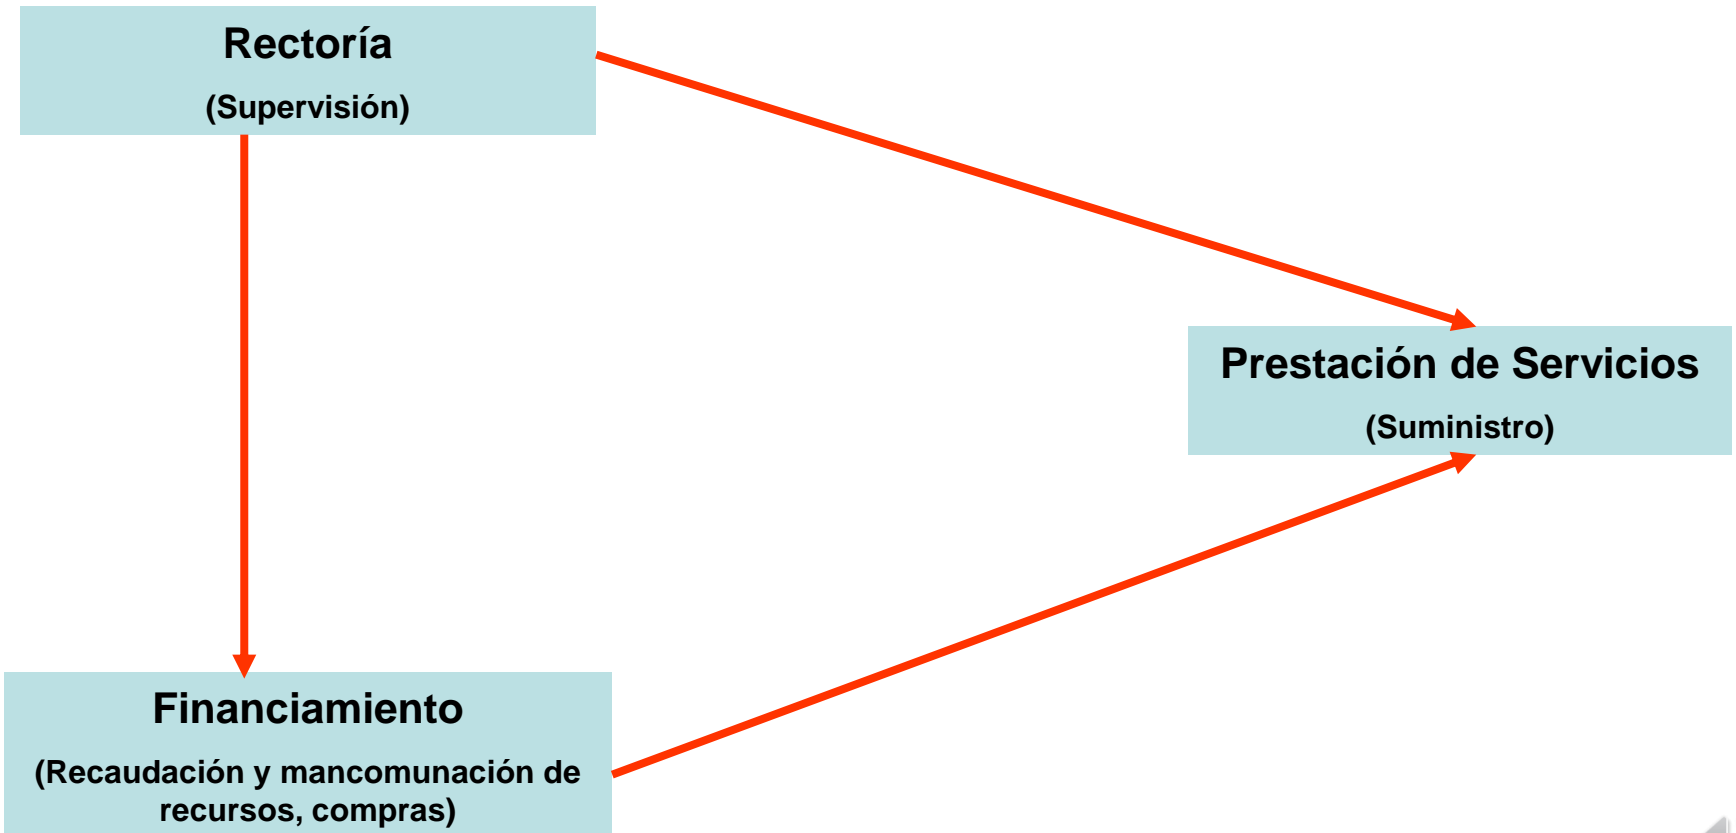 Rectoría
(Supervisión)
Prestación de Servicios
(Suministro)
Financiamiento
(Recaudación y mancomunación de
recursos, compras)